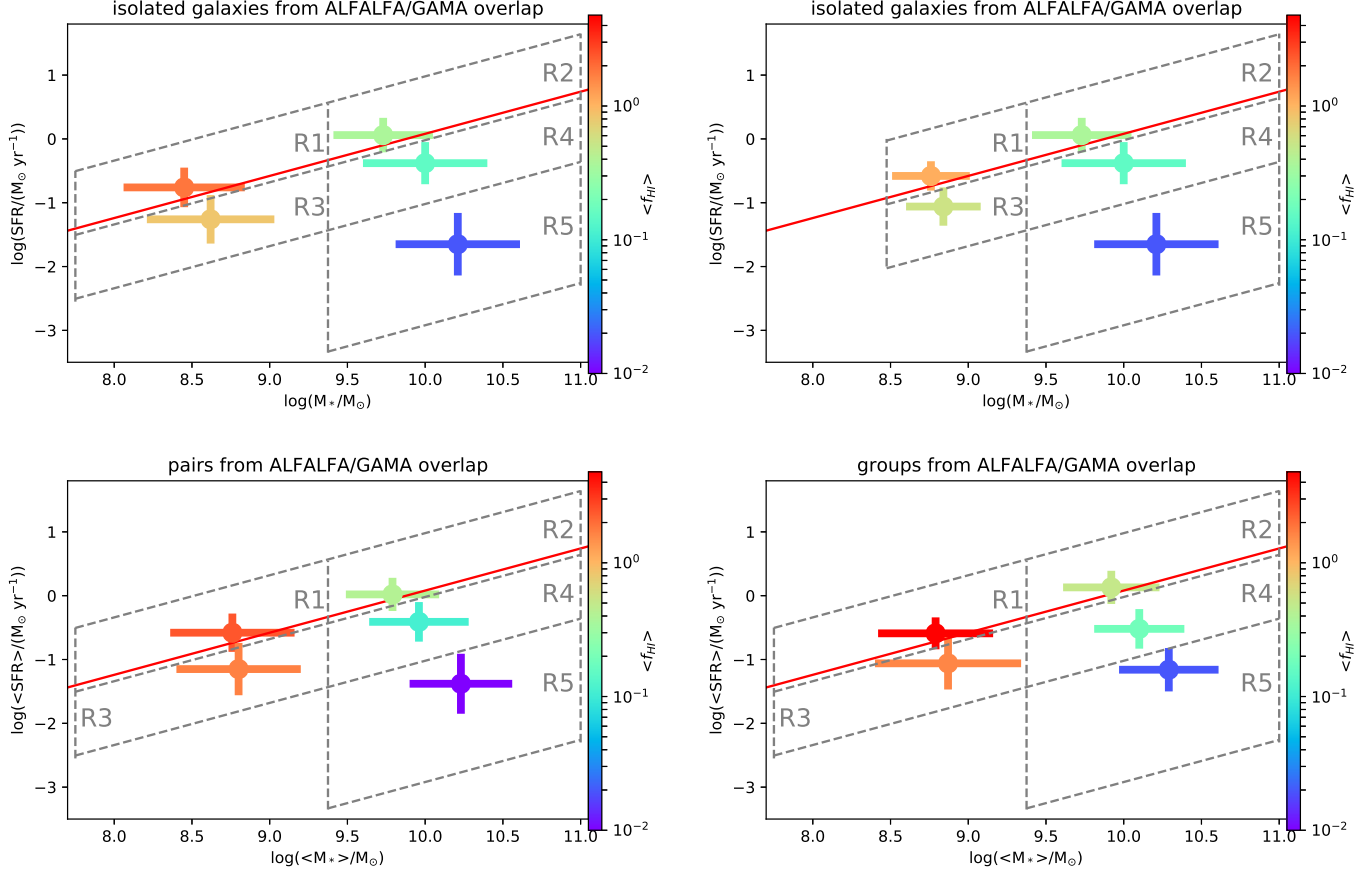 isolated galaxies from ALFALFA/GAMA overlap
1
0
−1
−2
−3
log(SFR/(M⊙ yr⁻¹))
R1
R2
R3
R4
R5
8.0 8.5 9.0 9.5 10.0 10.5 11.0
log(M*/M⊙)
10⁰
10⁻¹
10⁻²
<f_HI>
isolated galaxies from ALFALFA/GAMA overlap
1
0
−1
−2
−3
log(SFR/(M⊙ yr⁻¹))
R1
R2
R3
R4
R5
8.0 8.5 9.0 9.5 10.0 10.5 11.0
log(M*/M⊙)
10⁰
10⁻¹
10⁻²
<f_HI>
pairs from ALFALFA/GAMA overlap
1
0
−1
−2
−3
log(<SFR>/(M⊙ yr⁻¹))
R1
R2
R3
R4
R5
8.0 8.5 9.0 9.5 10.0 10.5 11.0
log(<M*>/M⊙)
10⁰
10⁻¹
10⁻²
<f_HI>
groups from ALFALFA/GAMA overlap
1
0
−1
−2
−3
log(<SFR>/(M⊙ yr⁻¹))
R1
R2
R3
R4
R5
8.0 8.5 9.0 9.5 10.0 10.5 11.0
log(<M*>/M⊙)
10⁰
10⁻¹
10⁻²
<f_HI>